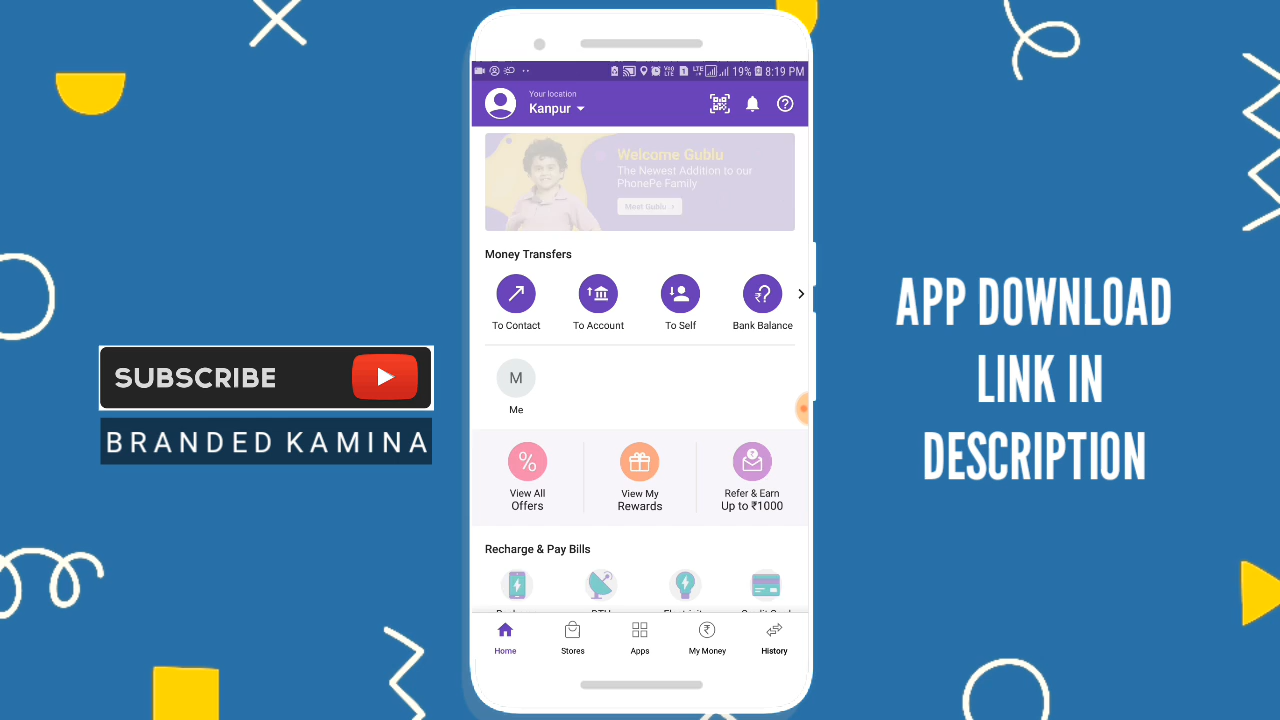 19% 8:19 PM
Your location
Kanpur
Welcome Gublu
The Newest Addition to our
PhonePe Family
Meet Gublu
Money Transfers
To Contact
To Account
To Self
Bank Balance
M
Me
View All
Offers
View My
Rewards
Refer & Earn
Up to ₹1000
Recharge & Pay Bills
Home
Stores
Apps
My Money
History
SUBSCRIBE
BRANDED KAMINA
APP DOWNLOAD
LINK IN
DESCRIPTION